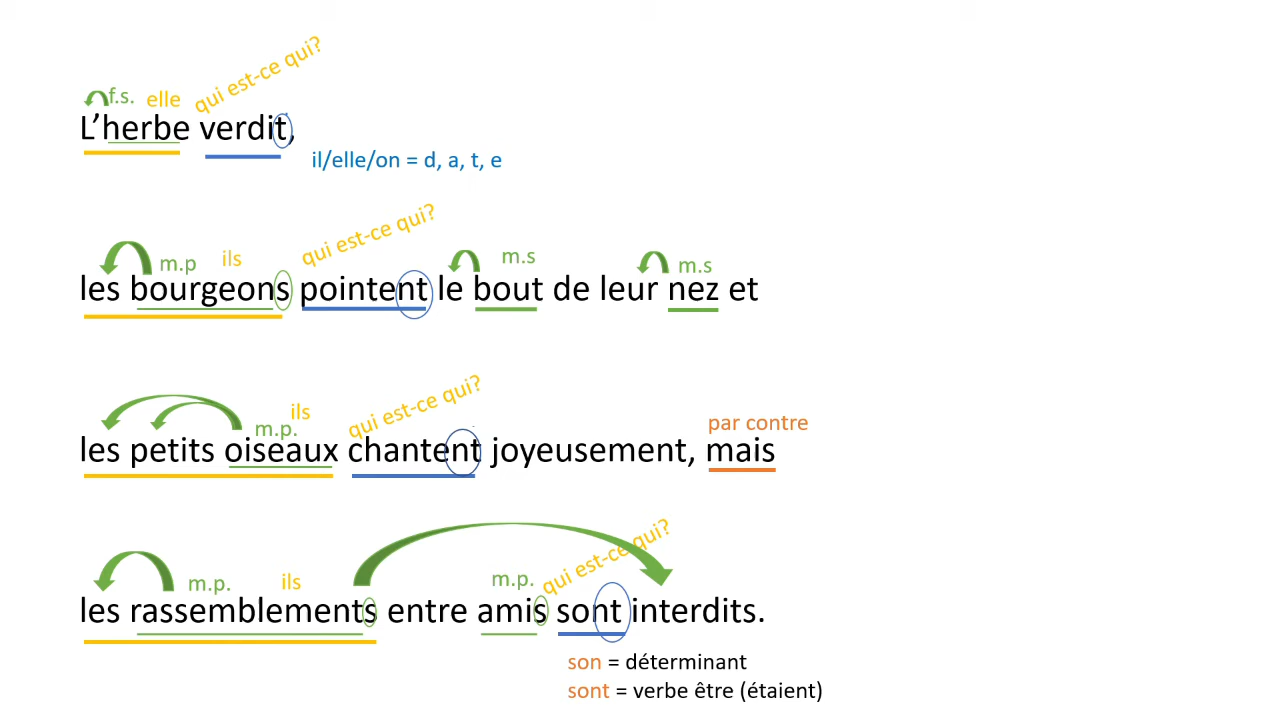 f.s. elle qui est-ce qui?
L'herbe verdit,
il/elle/on = d, a, t, e
m.p ils qui est-ce qui? m.s m.s
les bourgeons pointent le bout de leur nez et
m.p. ils qui est-ce qui? par contre
les petits oiseaux chantent joyeusement, mais
m.p. ils m.p. qui est-ce qui?
les rassemblements entre amis sont interdits.
son = déterminant
sont = verbe être (étaient)